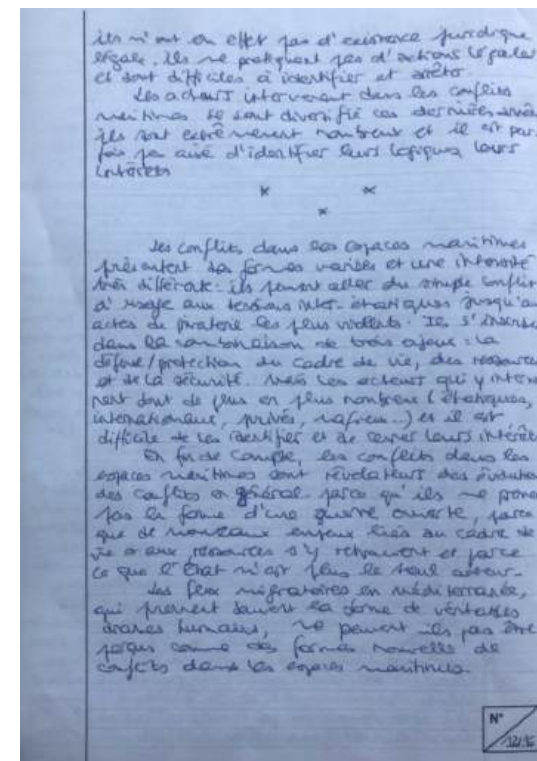 ils n'ont en effet pas d'existence juridique
légale, ils ne pratiquent pas d'actions légales
et sont difficiles à identifier et arrêter.
Les acteurs intervenant dans les conflits
maritimes se sont diversifié ces dernières années
ils sont extrêmement nombreux et il est par-
fois peu aisé d'identifier leurs logiques, leurs
intérêts
* *
*
Les conflits dans les espaces maritimes
présentent des formes variées et une intensité
très différente : ils peuvent aller du simple conflit
d'usage aux tensions inter-étatiques jusqu'au
actes de piraterie les plus violents. Ils s'inscrivent
dans la combinaison de trois enjeux : la
défense/protection du cadre de vie, des ressources
et de la sécurité. Mais les acteurs qui y intervien
nent sont de plus en plus nombreux (étatiques,
internationaux, privés, mafieux...) et il est
difficile de les identifier et de cerner leurs intérêts
En fin de compte, les conflits dans les
espaces maritimes sont révélateurs des évolutions
des conflits en général parce qu'ils ne prennent
pas la forme d'une guerre ouverte, parce
que de nouveaux enjeux liés au cadre de
vie et aux ressources s'y retrouvent et parce
ce que l'Etat n'est plus le seul acteur.
Les flux migratoires en méditerranée,
qui prennent souvent la forme de véritables
drames humains, ne peuvent ils pas être
perçus comme des formes nouvelles de
conflits dans les espaces maritimes.
N°